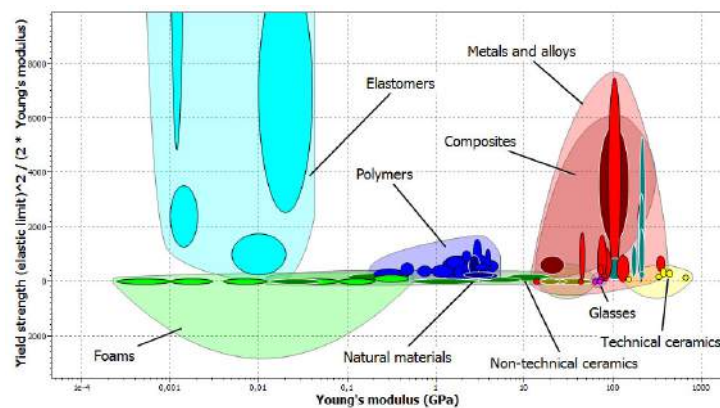 Yield strength (elastic limit)^2 / (2 * Young's modulus)
8000
6000
4000
2000
0
2000
Metals and alloys
Elastomers
Composites
Polymers
Foams
Natural materials
Glasses
Technical ceramics
Non-technical ceramics
1e-4
0,001
0,01
0,1
1
10
100
1000
Young's modulus (GPa)